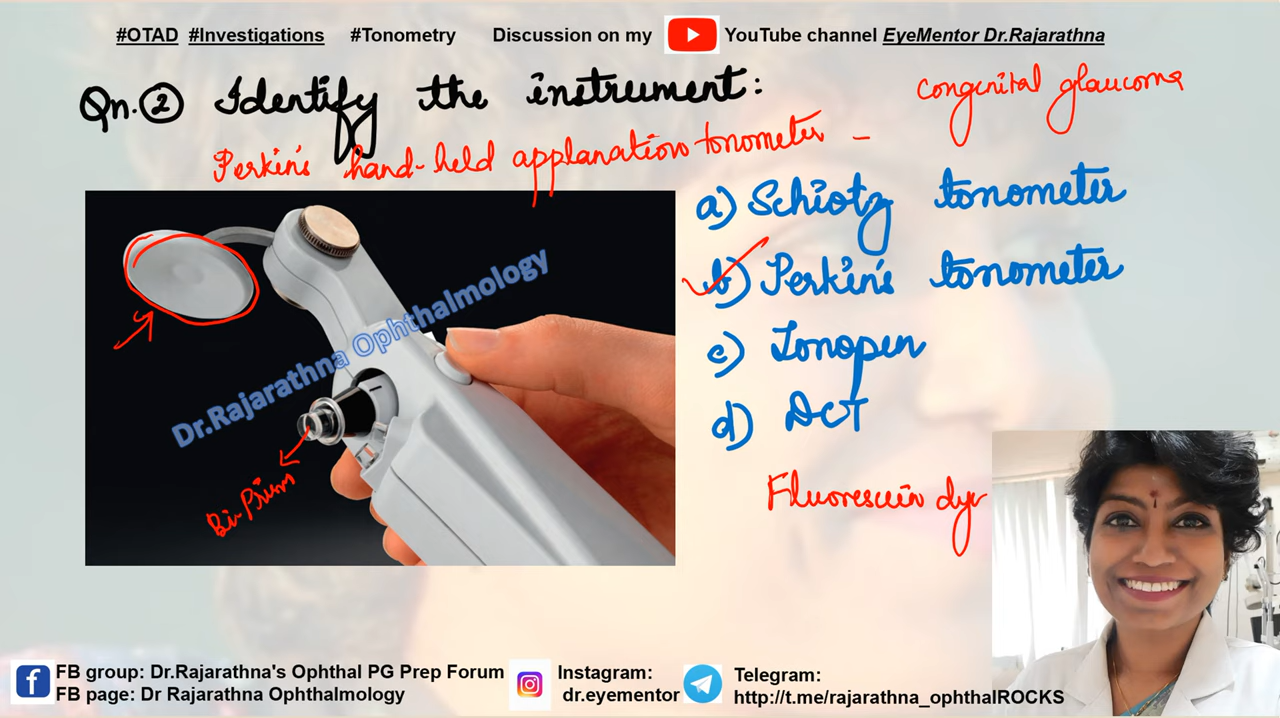 #OTAD #Investigations #Tonometry Discussion on my YouTube channel EyeMentor Dr.Rajarathna
Qn. 2 Identify the instrument:
Congenital glaucoma
Perkin's hand-held applanation tonometer -
a) Schiotz tonometer
b) Perkin's tonometer
c) Tonopen
d) DCT
Dr.Rajarathna Ophthalmology
Bi-Prism
Fluorescein dye
FB group: Dr.Rajarathna's Ophthal PG Prep Forum
FB page: Dr Rajarathna Ophthalmology
Instagram:
dr.eyementor
Telegram:
http://t.me/rajarathna_ophthalROCKS